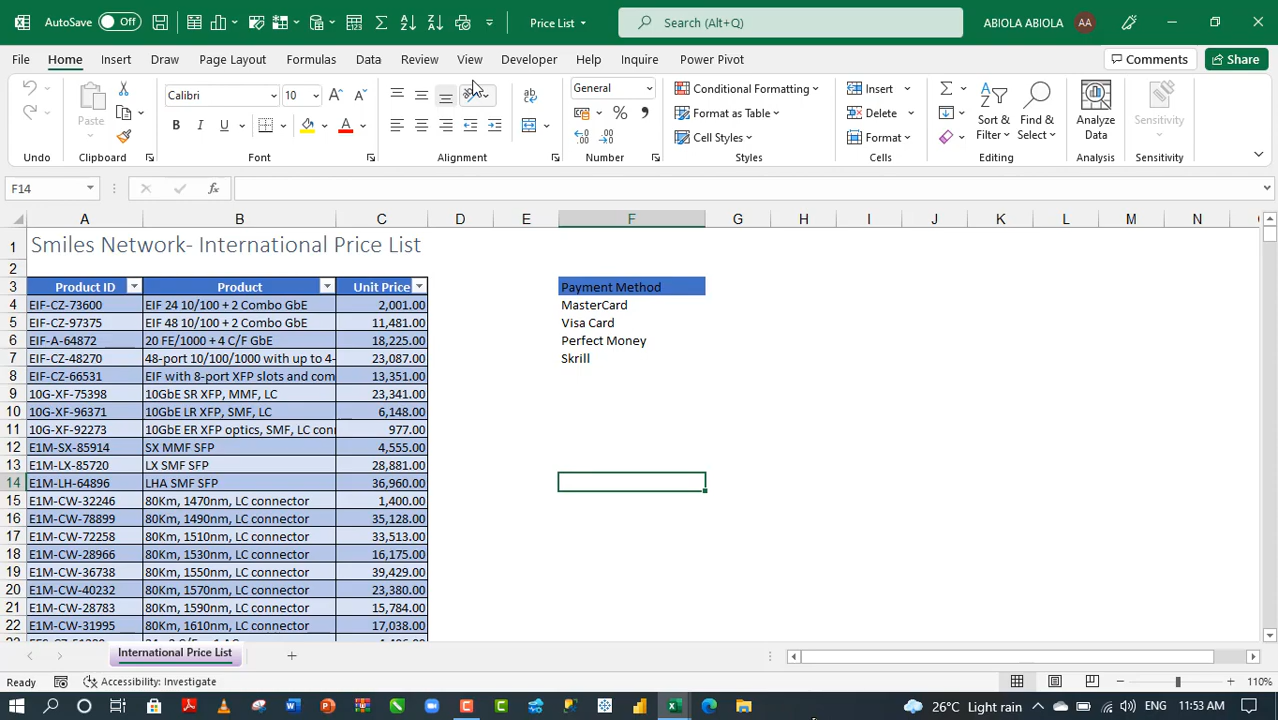 AutoSave Off Price List Search (Alt+Q) ABIOLA ABIOLA AA
File Home Insert Draw Page Layout Formulas Data Review View Developer Help Inquire Power Pivot Comments Share
Calibri 10 General Conditional Formatting Insert
Paste B I U Format as Table Delete Sort & Filter Find & Select Analyze Data Sensitivity
Cell Styles Format
Undo Clipboard Font Alignment Number Styles Cells Editing Analysis Sensitivity
F14 fx
A B C D E F G H I J K L M N
1 Smiles Network- International Price List
2
3 Product ID Product Unit Price Payment Method
4 EIF-CZ-73600 EIF 24 10/100 + 2 Combo GbE 2,001.00 MasterCard
5 EIF-CZ-97375 EIF 48 10/100 + 2 Combo GbE 11,481.00 Visa Card
6 EIF-A-64872 20 FE/1000 + 4 C/F GbE 18,225.00 Perfect Money
7 EIF-CZ-48270 48-port 10/100/1000 with up to 4- 23,087.00 Skrill
8 EIF-CZ-66531 EIF with 8-port XFP slots and com 13,351.00
9 10G-XF-75398 10GbE SR XFP, MMF, LC 23,341.00
10 10G-XF-96371 10GbE LR XFP, SMF, LC 6,148.00
11 10G-XF-92273 10GbE ER XFP optics, SMF, LC con 977.00
12 E1M-SX-85914 SX MMF SFP 4,555.00
13 E1M-LX-85720 LX SMF SFP 28,881.00
14 E1M-LH-64896 LHA SMF SFP 36,960.00
15 E1M-CW-32246 80Km, 1470nm, LC connector 1,400.00
16 E1M-CW-78899 80Km, 1490nm, LC connector 35,128.00
17 E1M-CW-72258 80Km, 1510nm, LC connector 33,513.00
18 E1M-CW-28966 80Km, 1530nm, LC connector 16,175.00
19 E1M-CW-36738 80Km, 1550nm, LC connector 39,429.00
20 E1M-CW-40232 80Km, 1570nm, LC connector 23,380.00
21 E1M-CW-28783 80Km, 1590nm, LC connector 15,784.00
22 E1M-CW-31995 80Km, 1610nm, LC connector 17,038.00
International Price List
Ready Accessibility: Investigate 110%
26°C Light rain ENG 11:53 AM